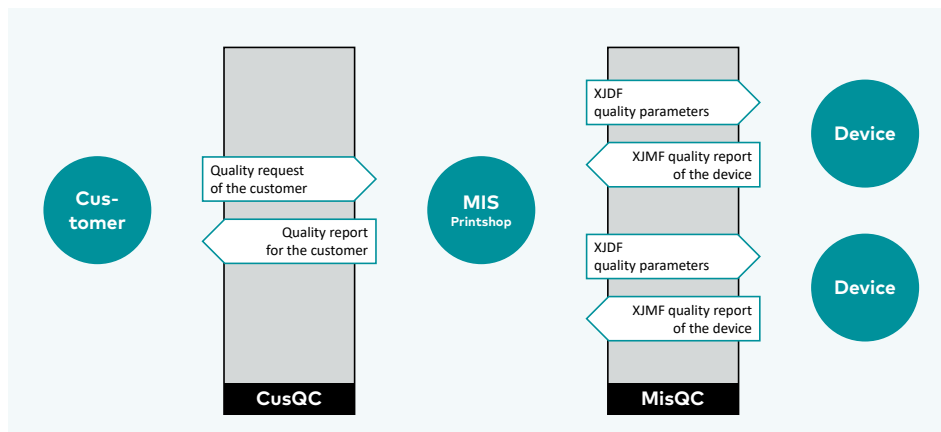 Cus-
tomer
Quality request
of the customer
Quality report
for the customer
CusQC
MIS
Printshop
XJDF
quality parameters
XJMF quality report
of the device
XJDF
quality parameters
XJMF quality report
of the device
MisQC
Device
Device